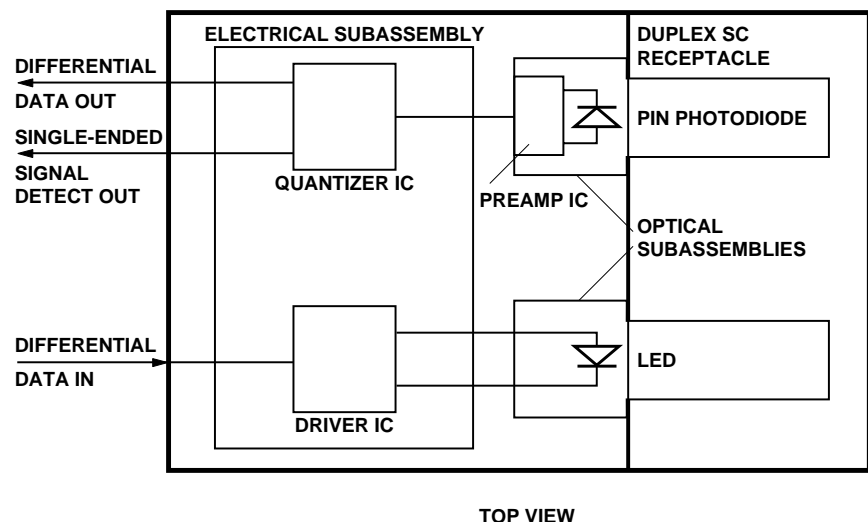 ELECTRICAL SUBASSEMBLY
DUPLEX SC
RECEPTACLE
DIFFERENTIAL
DATA OUT
SINGLE-ENDED
SIGNAL
DETECT OUT
QUANTIZER IC
PREAMP IC
PIN PHOTODIODE
OPTICAL
SUBASSEMBLIES
DIFFERENTIAL
DATA IN
DRIVER IC
LED
TOP VIEW